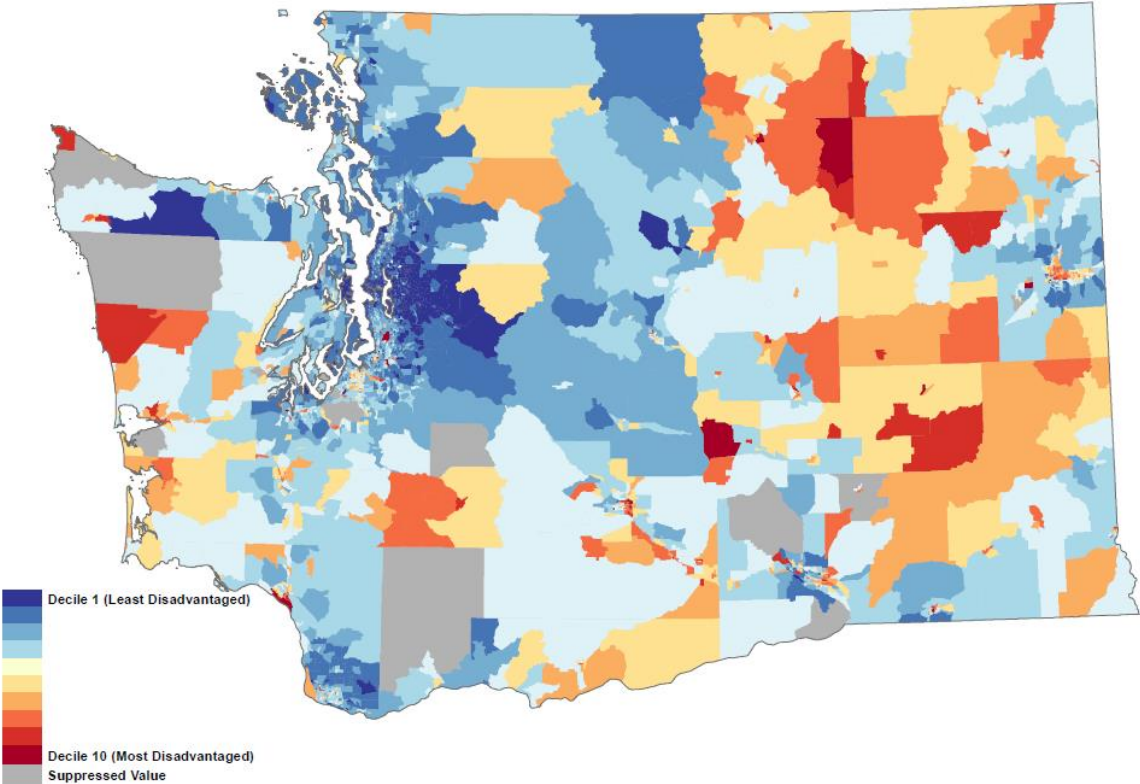 Decile 1 (Least Disadvantaged)
Decile 10 (Most Disadvantaged)
Suppressed Value